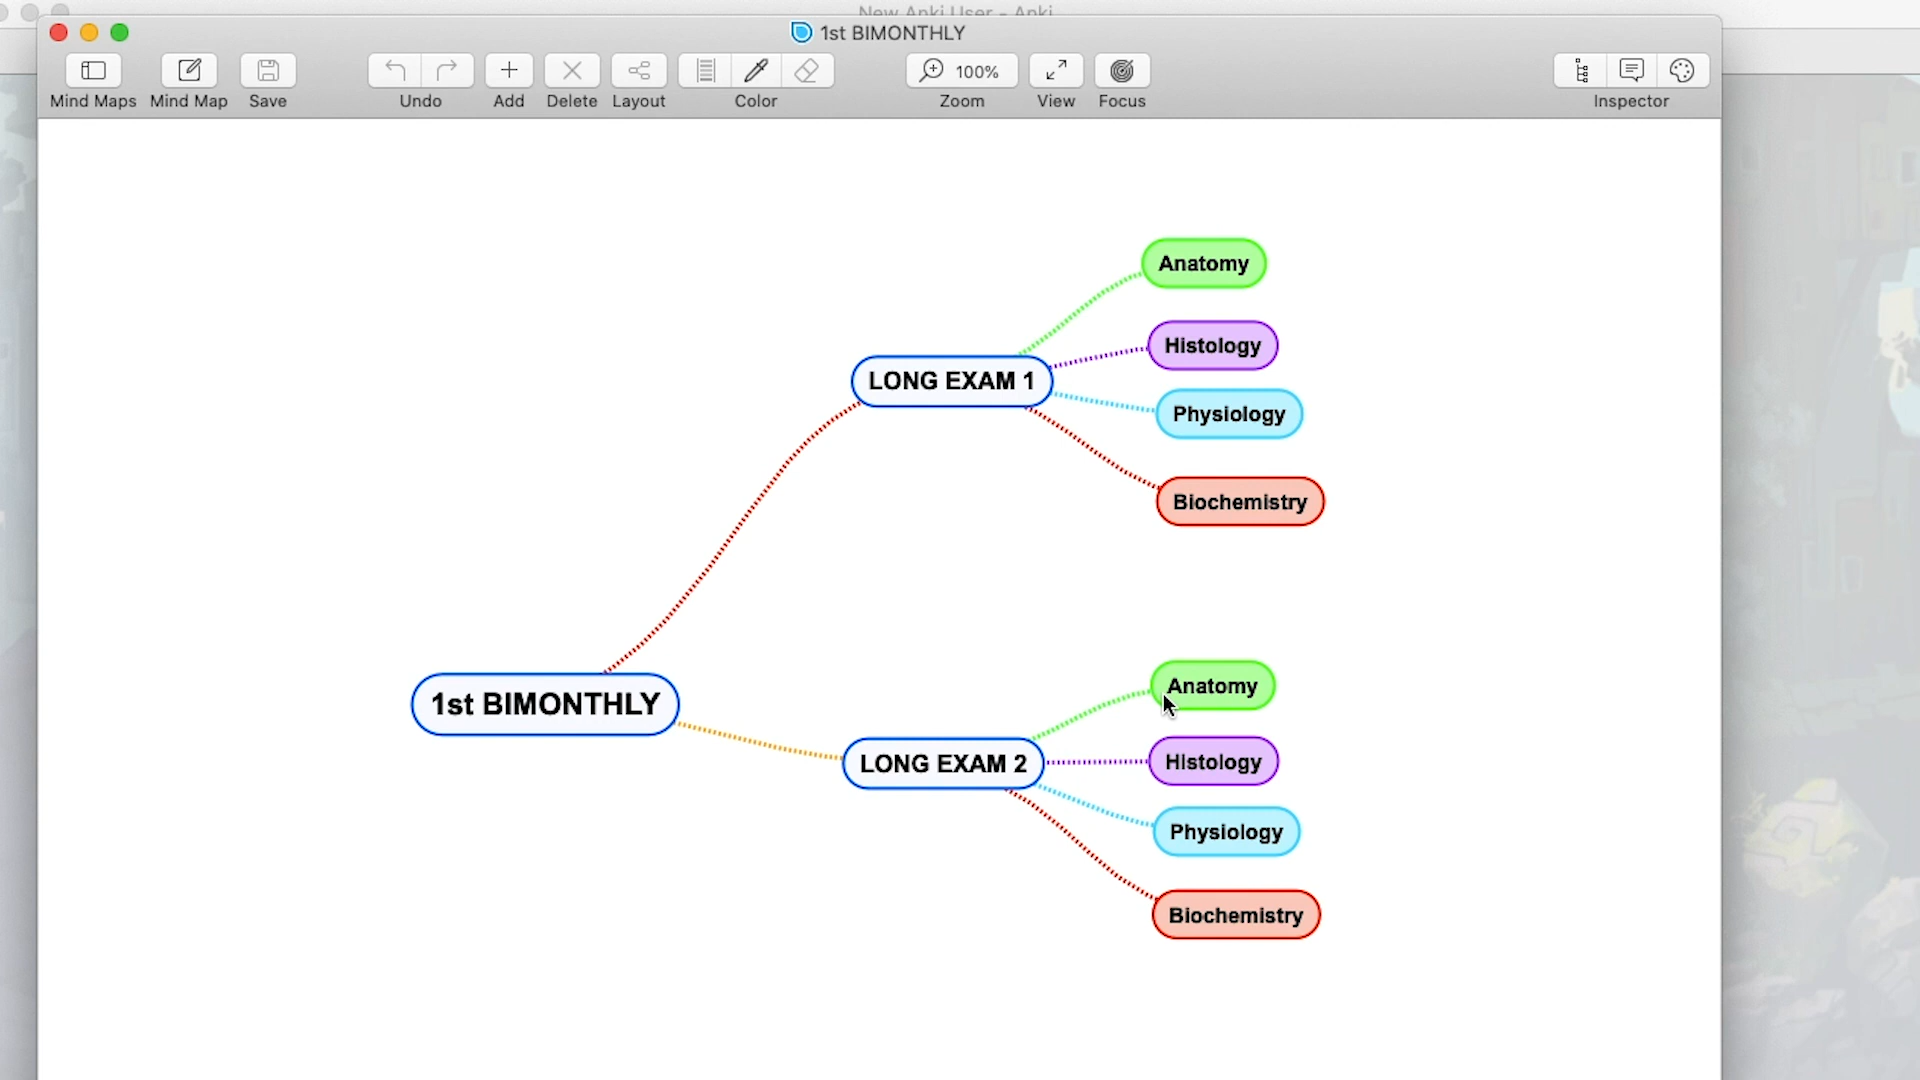 New Anki User - Anki
1st BIMONTHLY
100%
Mind Maps
Mind Map
Save
Undo
Add
Delete
Layout
Color
Zoom
View
Focus
Inspector
Anatomy
Histology
LONG EXAM 1
Physiology
Biochemistry
1st BIMONTHLY
Anatomy
Histology
LONG EXAM 2
Physiology
Biochemistry